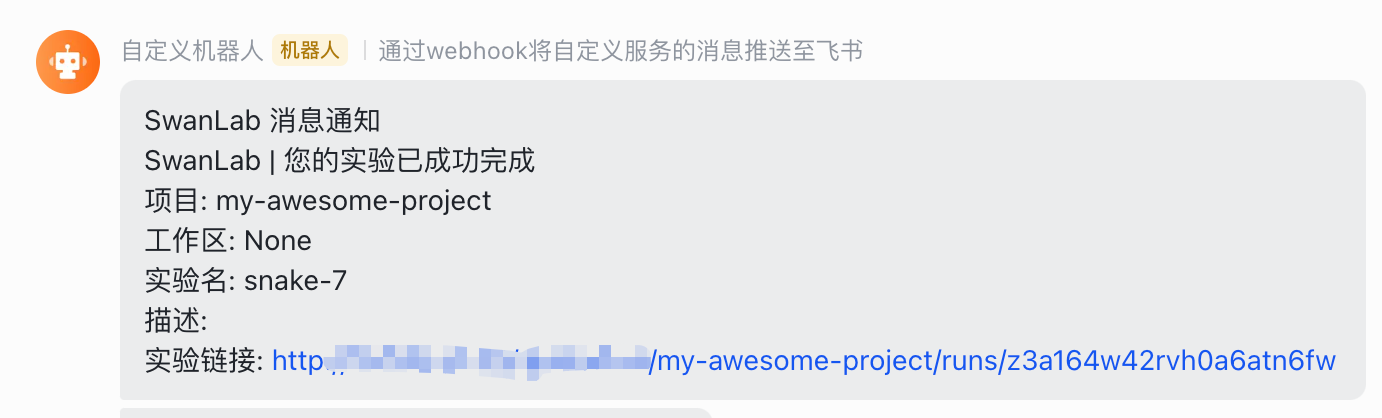 自定义机器人 机器人 | 通过webhook将自定义服务的消息推送至飞书
SwanLab 消息通知
SwanLab | 您的实验已成功完成
项目: my-awesome-project
工作区: None
实验名: snake-7
描述:
实验链接: http /my-awesome-project/runs/z3a164w42rvh0a6atn6fw